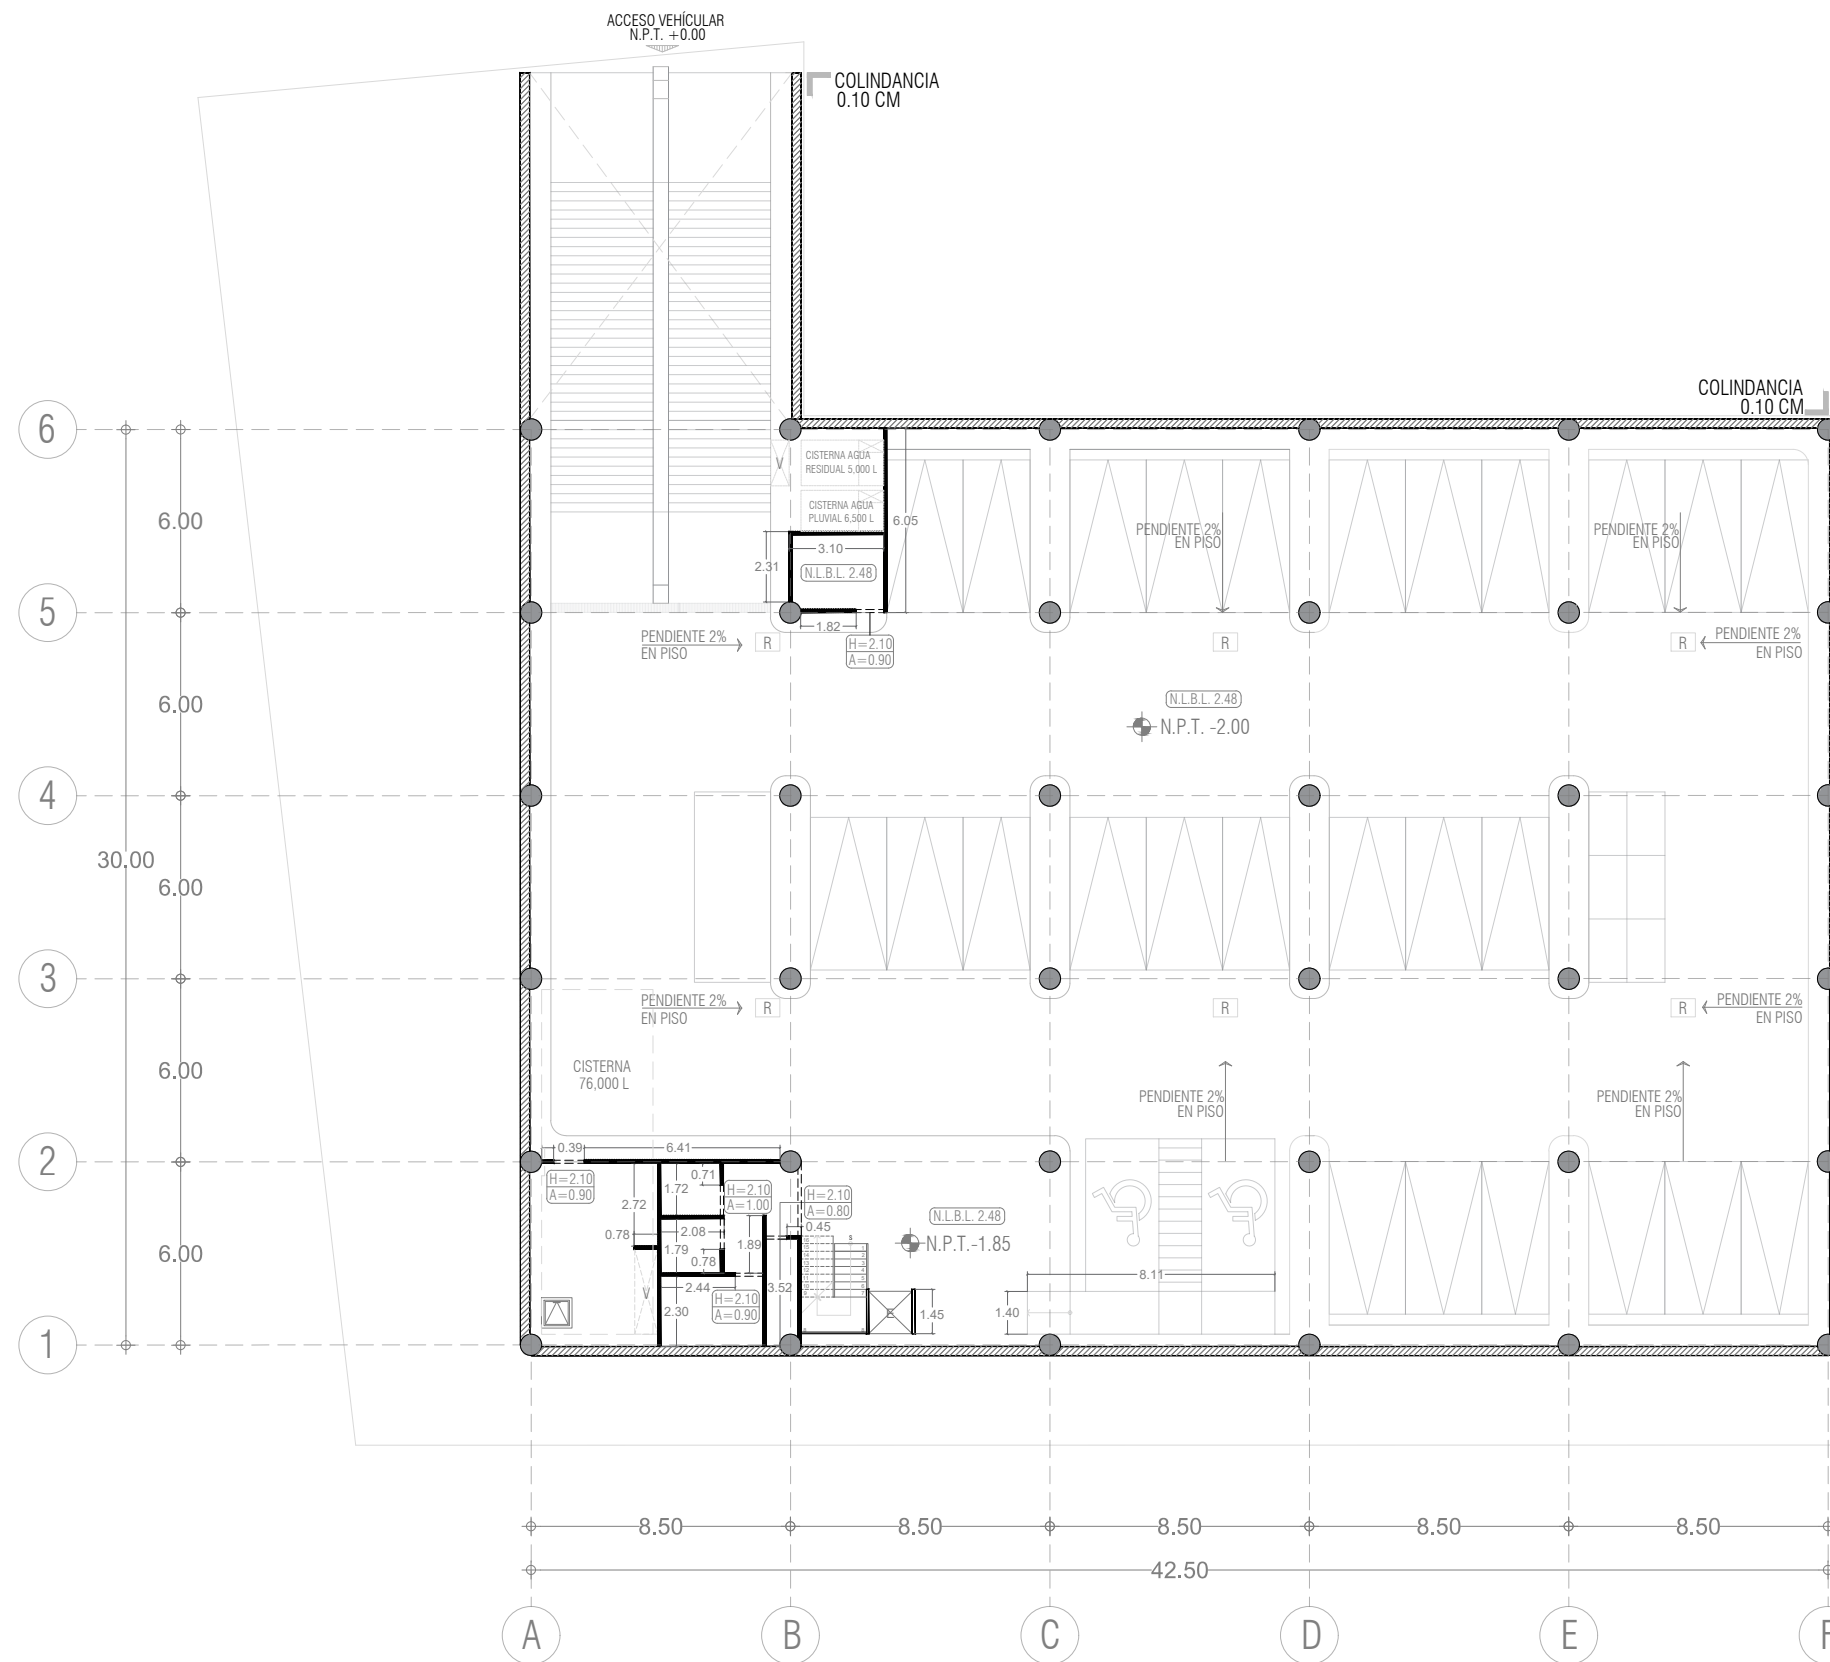 ACCESO VEHÍCULAR
N.P.T. +0.00
COLINDANCIA
0.10 CM
COLINDANCIA
0.10 CM
6
CISTERNA AGUA
RESIDUAL 5,000 L
V
CISTERNA AGUA
PLUVIAL 6,500 L
6.05
6.00
PENDIENTE 2%
EN PISO
PENDIENTE 2%
EN PISO
3.10
2.31
N.L.B.L. 2.48
5
1.82
PENDIENTE 2%
EN PISO
R
H=2.10
A=0.90
R
R
PENDIENTE 2%
EN PISO
6.00
N.L.B.L. 2.48
N.P.T. -2.00
4
30.00
6.00
3
PENDIENTE 2%
EN PISO
R
R
R
PENDIENTE 2%
EN PISO
6.00
CISTERNA
76,000 L
PENDIENTE 2%
EN PISO
PENDIENTE 2%
EN PISO
2
0.39
6.41
H=2.10
A=0.90
0.71
1.72
2.72
H=2.10
A=1.00
H=2.10
A=0.80
N.L.B.L. 2.48
N.P.T.-1.85
0.78
2.08
0.45
1.89
1.79
0.78
6.00
S
8.11
2.44
3.52
V
2.30
H=2.10
A=0.90
E
1.45
1.40
1
8.50
8.50
8.50
8.50
8.50
42.50
A
B
C
D
E
F